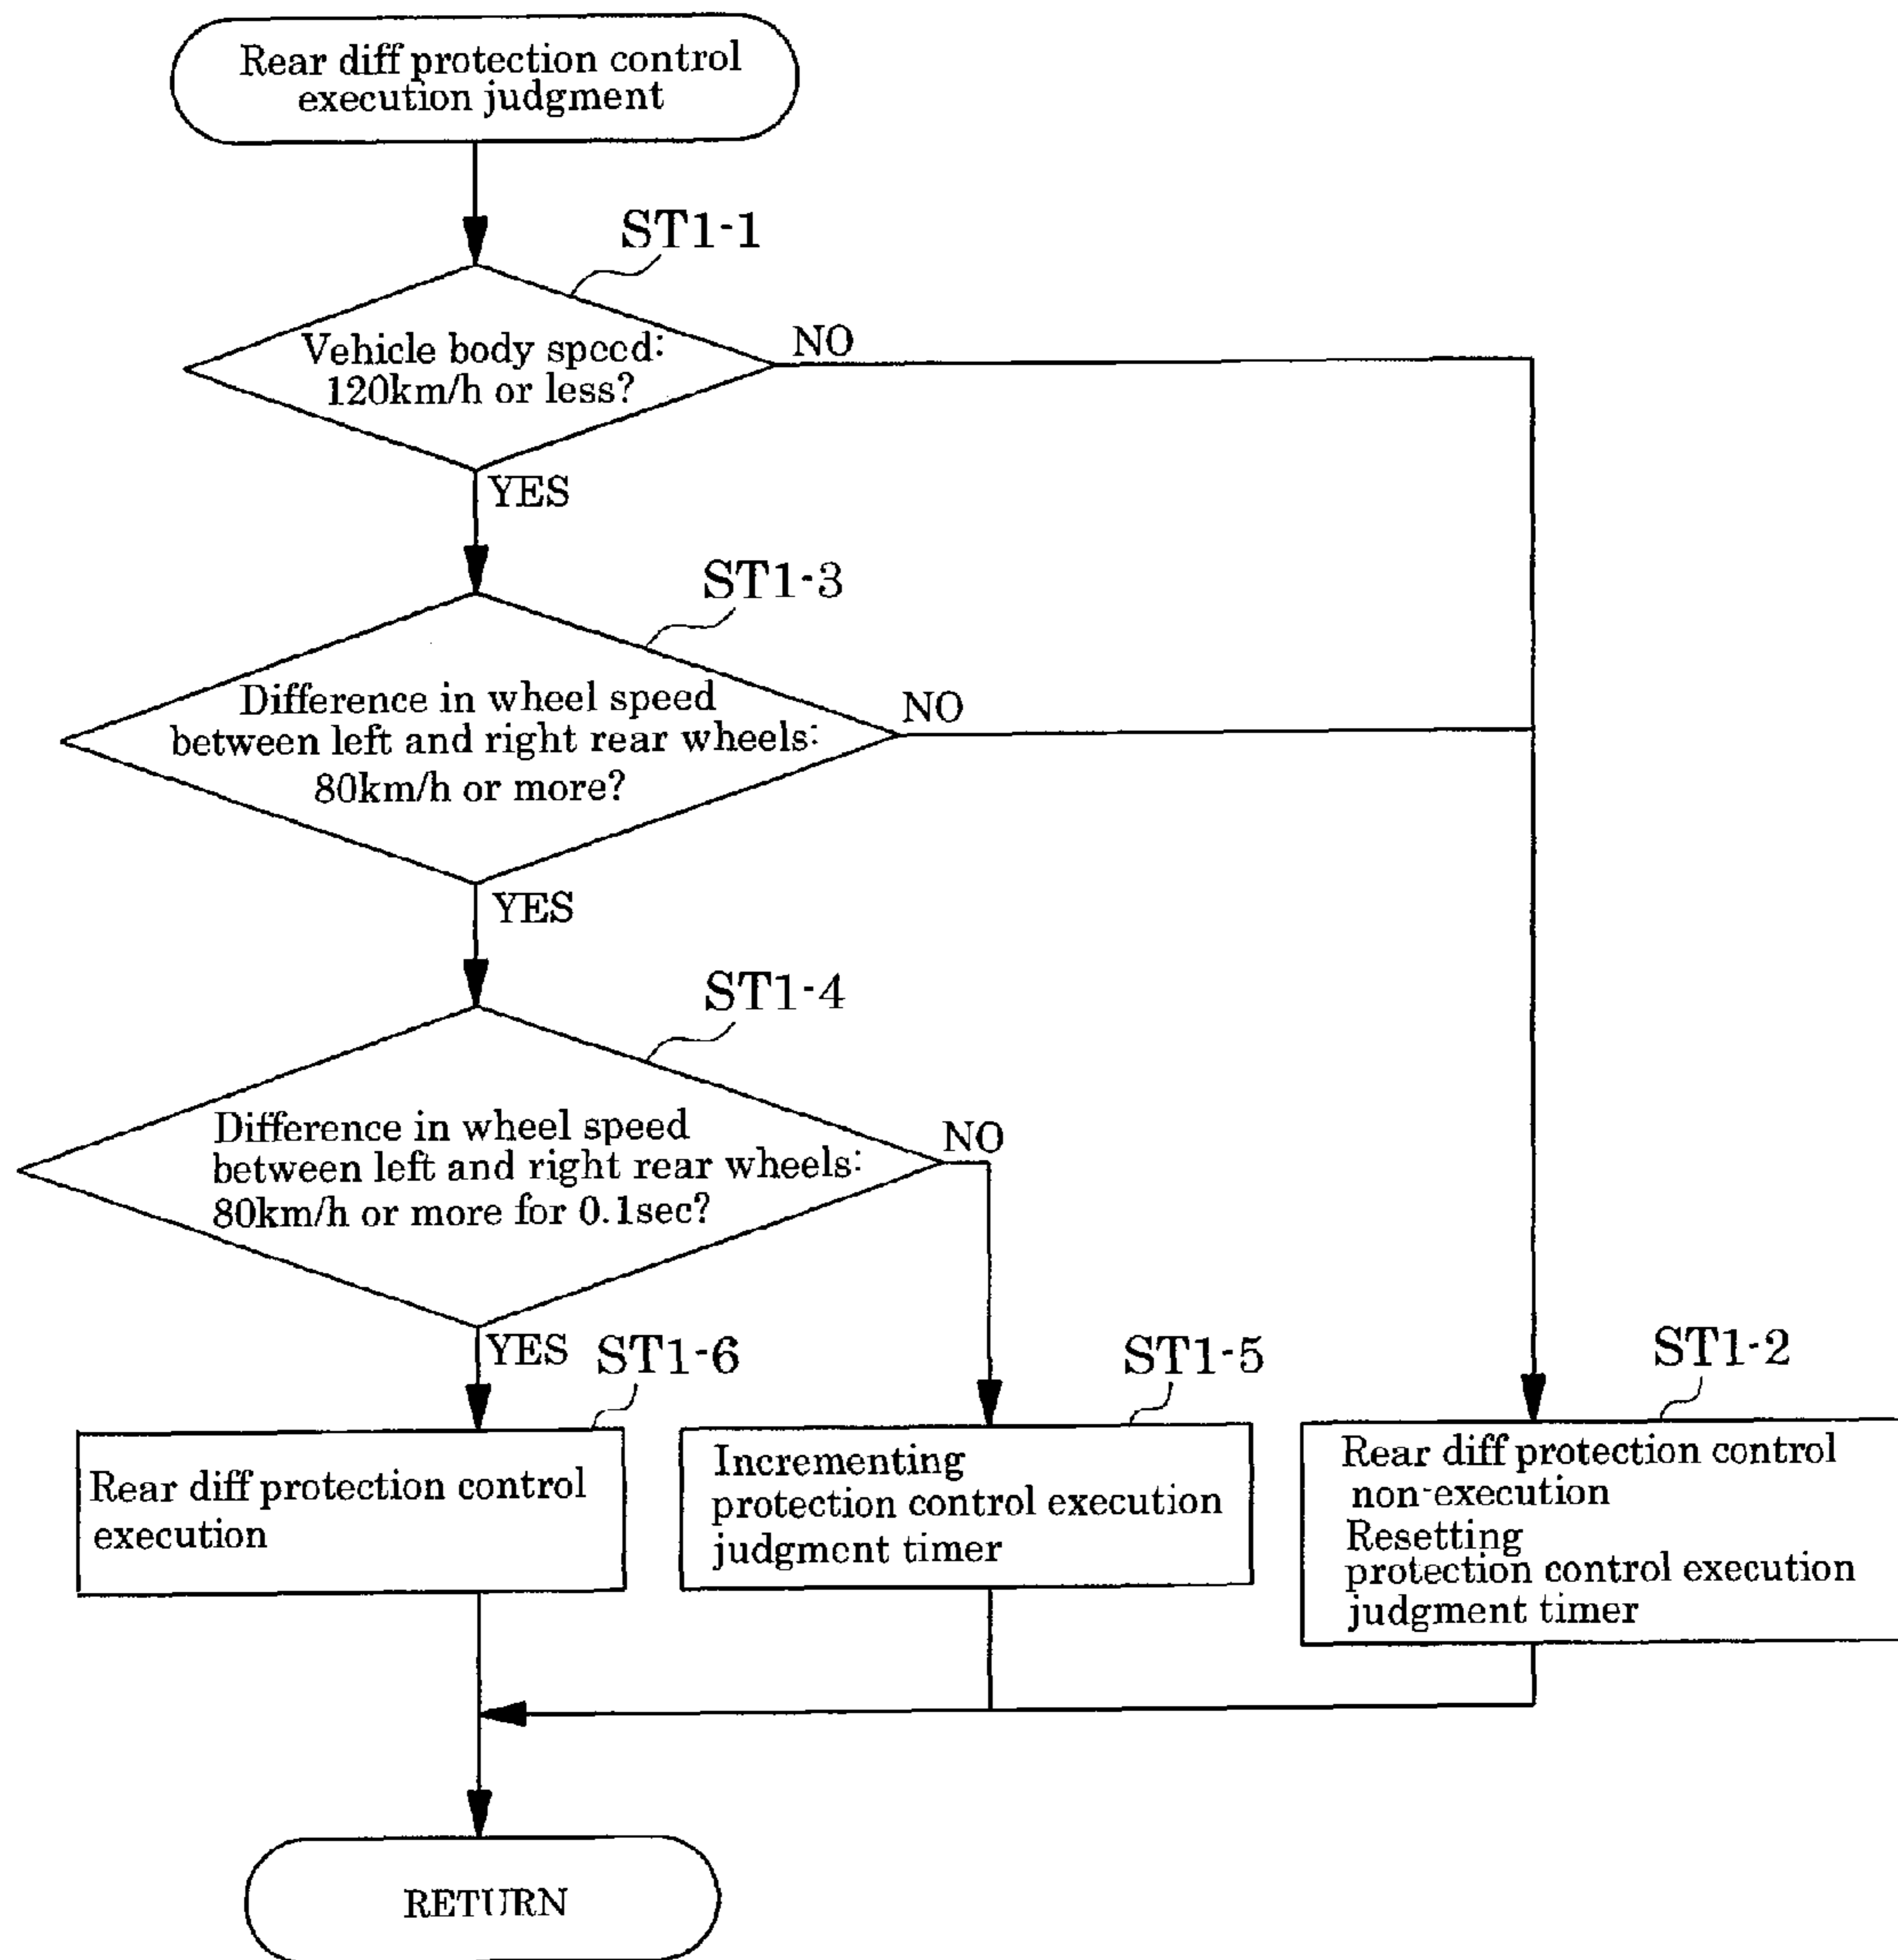 Rear diff protection control
execution judgment
ST1-1
Vehicle body speed:
120km/h or less?
NO
YES
ST1-3
Difference in wheel speed
between left and right rear wheels:
80km/h or more?
NO
YES
ST1-4
Difference in wheel speed
between left and right rear wheels:
80km/h or more for 0.1sec?
NO
YES
ST1-6
ST1-5
ST1-2
Rear diff protection control
execution
Incrementing
protection control execution
judgment timer
Rear diff protection control
non-execution
Resetting
protection control execution
judgment timer
RETURN